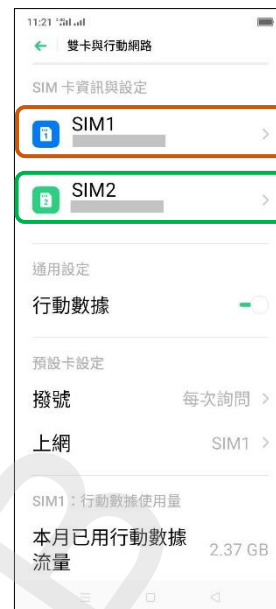 11:21
雙卡與行動網路
SIM 卡資訊與設定
SIM1
SIM2
通用設定
行動數據
預設卡設定
撥號 每次詢問
上網 SIM1
SIM1：行動數據使用量
本月已用行動數據
流量 2.37 GB